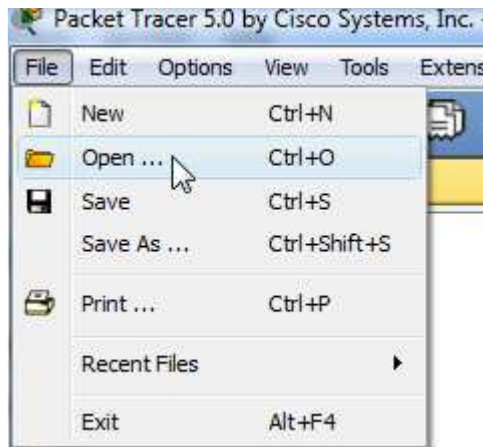 Packet Tracer 5.0 by Cisco Systems, Inc. -
File Edit Options View Tools Extens
New Ctrl+N
Open ... Ctrl+O
Save Ctrl+S
Save As ... Ctrl+Shift+S
Print ... Ctrl+P
Recent Files
Exit Alt+F4